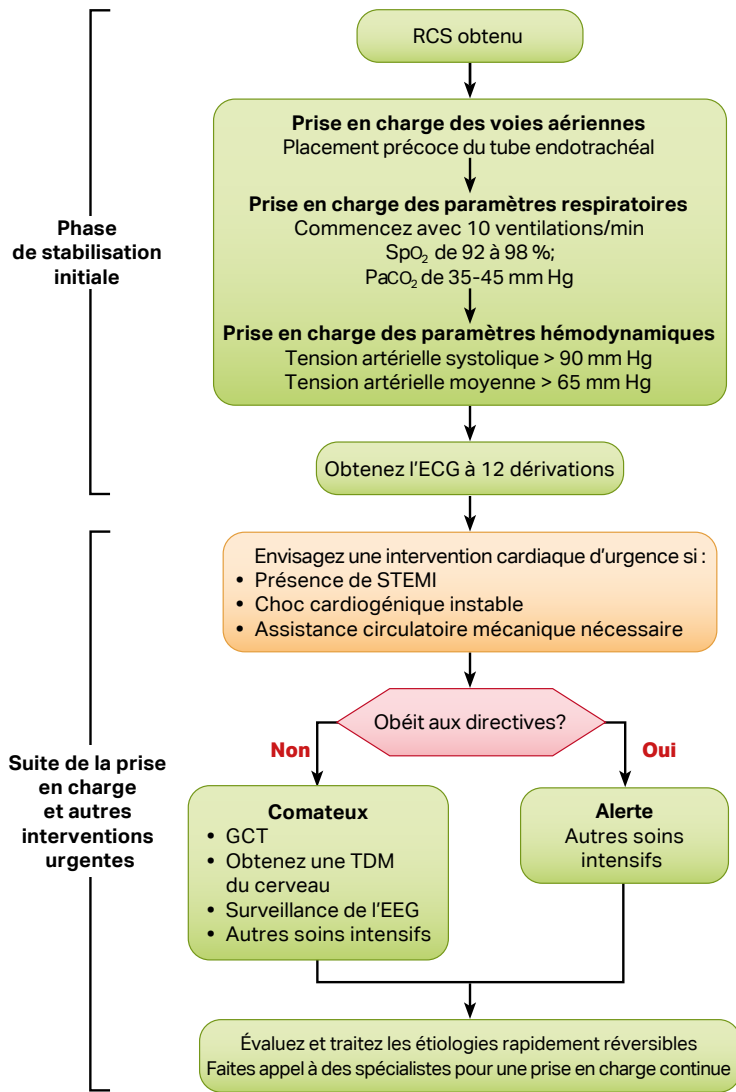 RCS obtenu
Prise en charge des voies aériennes
Placement précoce du tube endotrachéal
Prise en charge des paramètres respiratoires
Commencez avec 10 ventilations/min
SpO₂ de 92 à 98 %;
PaCO₂ de 35-45 mm Hg
Prise en charge des paramètres hémodynamiques
Tension artérielle systolique > 90 mm Hg
Tension artérielle moyenne > 65 mm Hg
Phase
de stabilisation
initiale
Obtenez l'ECG à 12 dérivations
Envisagez une intervention cardiaque d'urgence si :
• Présence de STEMI
• Choc cardiogénique instable
• Assistance circulatoire mécanique nécessaire
Obéit aux directives?
Non
Oui
Suite de la prise
en charge
et autres
interventions
urgentes
Comateux
• GCT
• Obtenez une TDM
du cerveau
• Surveillance de l'EEG
• Autres soins intensifs
Alerte
Autres soins
intensifs
Évaluez et traitez les étiologies rapidement réversibles
Faites appel à des spécialistes pour une prise en charge continue